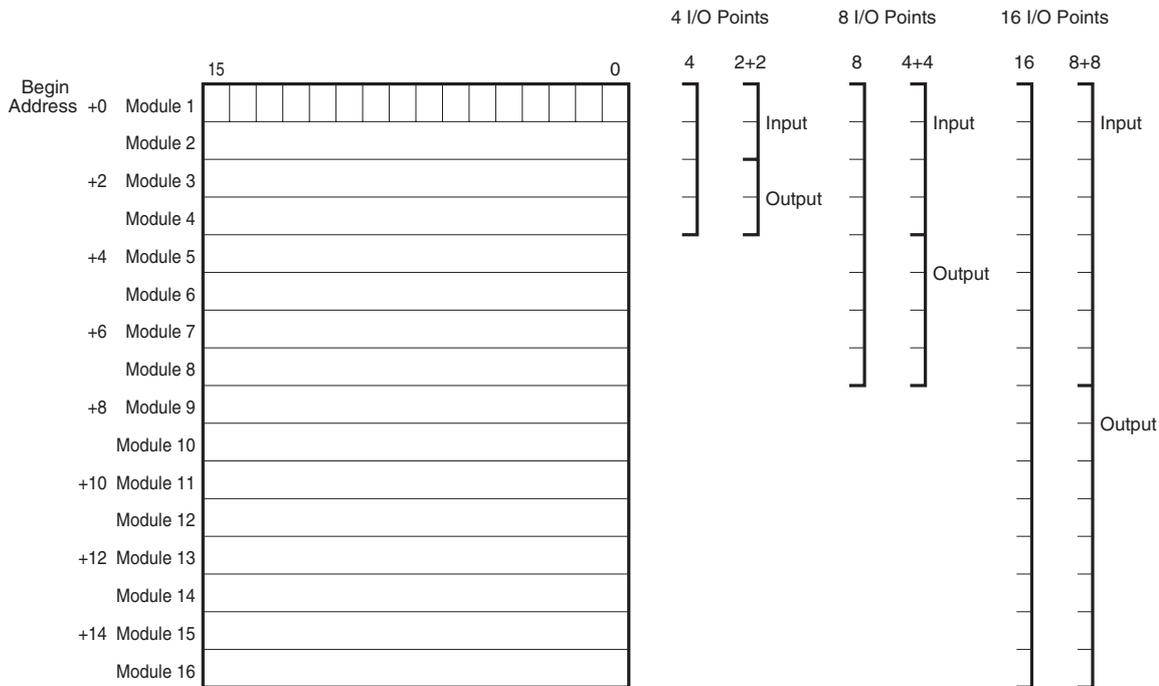 4 I/O Points 8 I/O Points 16 I/O Points
4 2+2 8 4+4 16 8+8
15 0
Begin
Address +0 Module 1
Input Input Input
Module 2
+2 Module 3
Output
Module 4
+4 Module 5
Output
Module 6
+6 Module 7
Module 8
+8 Module 9
Output
Module 10
+10 Module 11
Module 12
+12 Module 13
Module 14
+14 Module 15
Module 16